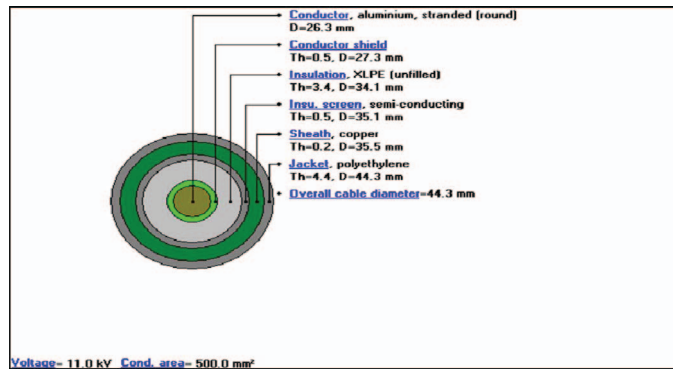 Conductor, aluminium, stranded (round)
D=26.3 mm
Conductor shield
Th=0.5, D=27.3 mm
Insulation, XLPE (unfilled)
Th=3.4, D=34.1 mm
Insu. screen, semi-conducting
Th=0.5, D=35.1 mm
Sheath, copper
Th=0.2, D=35.5 mm
Jacket, polyethylene
Th=4.4, D=44.3 mm
Overall cable diameter=44.3 mm
Voltage= 11.0 kV Cond. area= 500.0 mm²